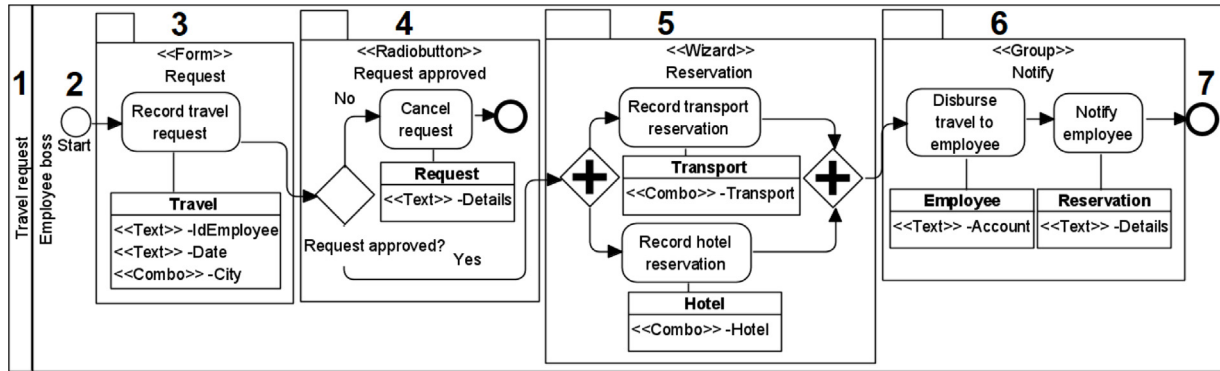 1
Travel request
Employee boss
2
Start
3
<<Form>>
Request
Record travel
request
Travel
<<Text>> -IdEmployee
<<Text>> -Date
<<Combo>> -City
4
<<Radiobutton>>
Request approved
No
Cancel
request
Request
<<Text>> -Details
Request approved?
Yes
5
<<Wizard>>
Reservation
Record transport
reservation
Transport
<<Combo>> -Transport
Record hotel
reservation
Hotel
<<Combo>> -Hotel
6
<<Group>>
Notify
Disburse
travel to
employee
Employee
<<Text>> -Account
Notify
employee
Reservation
<<Text>> -Details
7